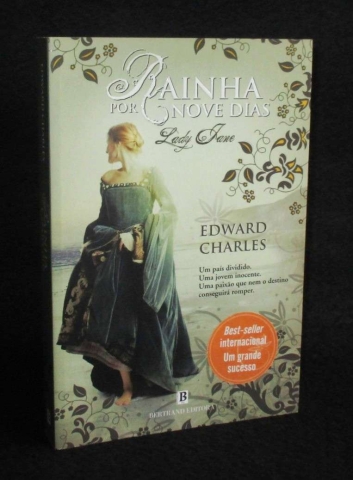 RAINHA
POR NOVE DIAS
Lady Jane
EDWARD
CHARLES
Um país dividido.
Uma jovem inocente.
Uma paixão que nem o destino
conseguirá romper.
Best-seller
internacional
Um grande
sucesso.
B
BERTRAND EDITORA